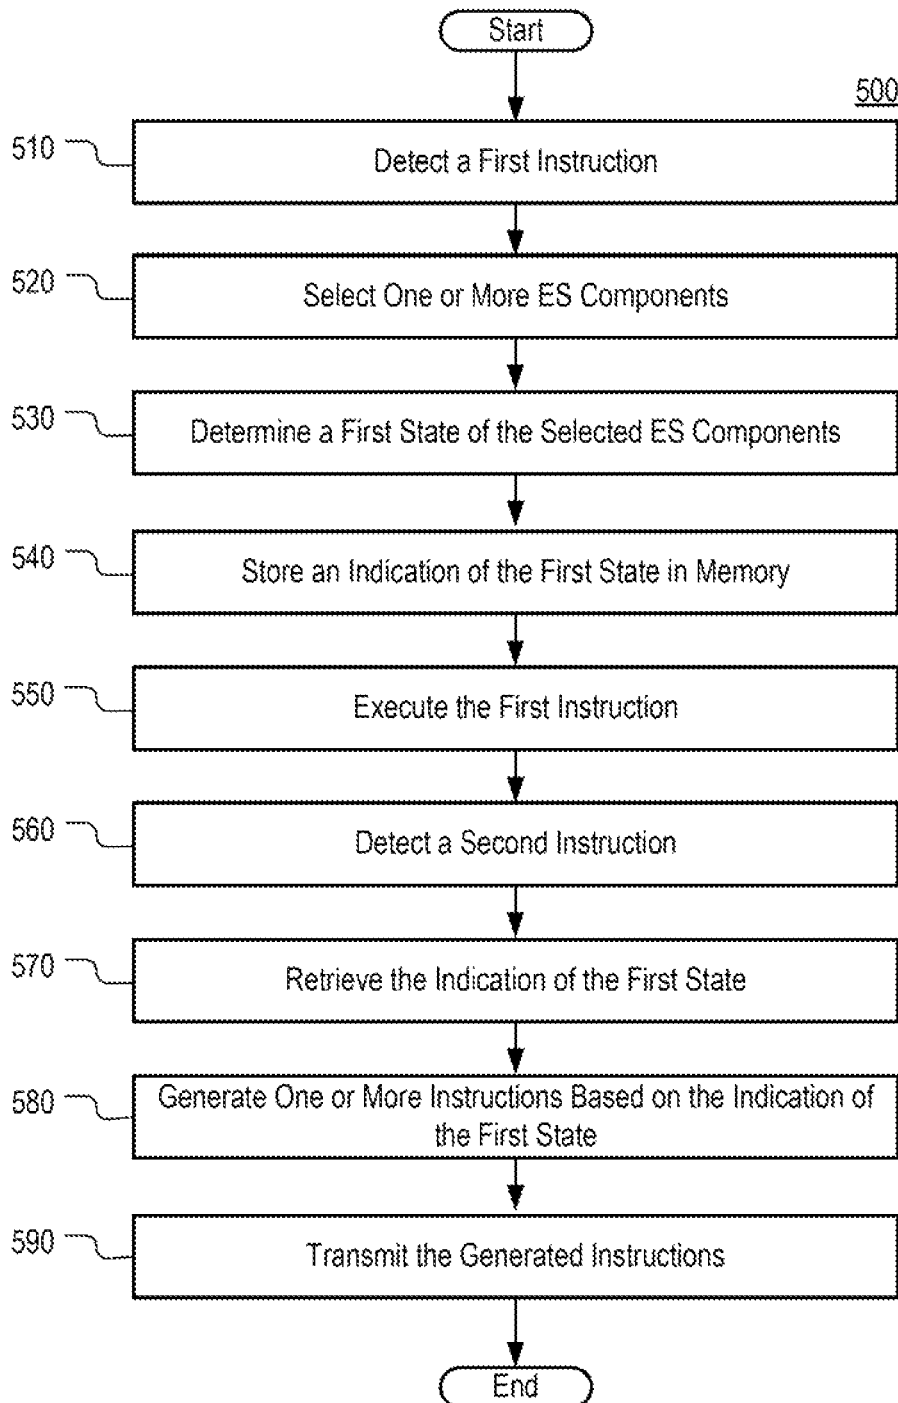 Start
500
510
Detect a First Instruction
520
Select One or More ES Components
530
Determine a First State of the Selected ES Components
540
Store an Indication of the First State in Memory
550
Execute the First Instruction
560
Detect a Second Instruction
570
Retrieve the Indication of the First State
580
Generate One or More Instructions Based on the Indication of
the First State
590
Transmit the Generated Instructions
End